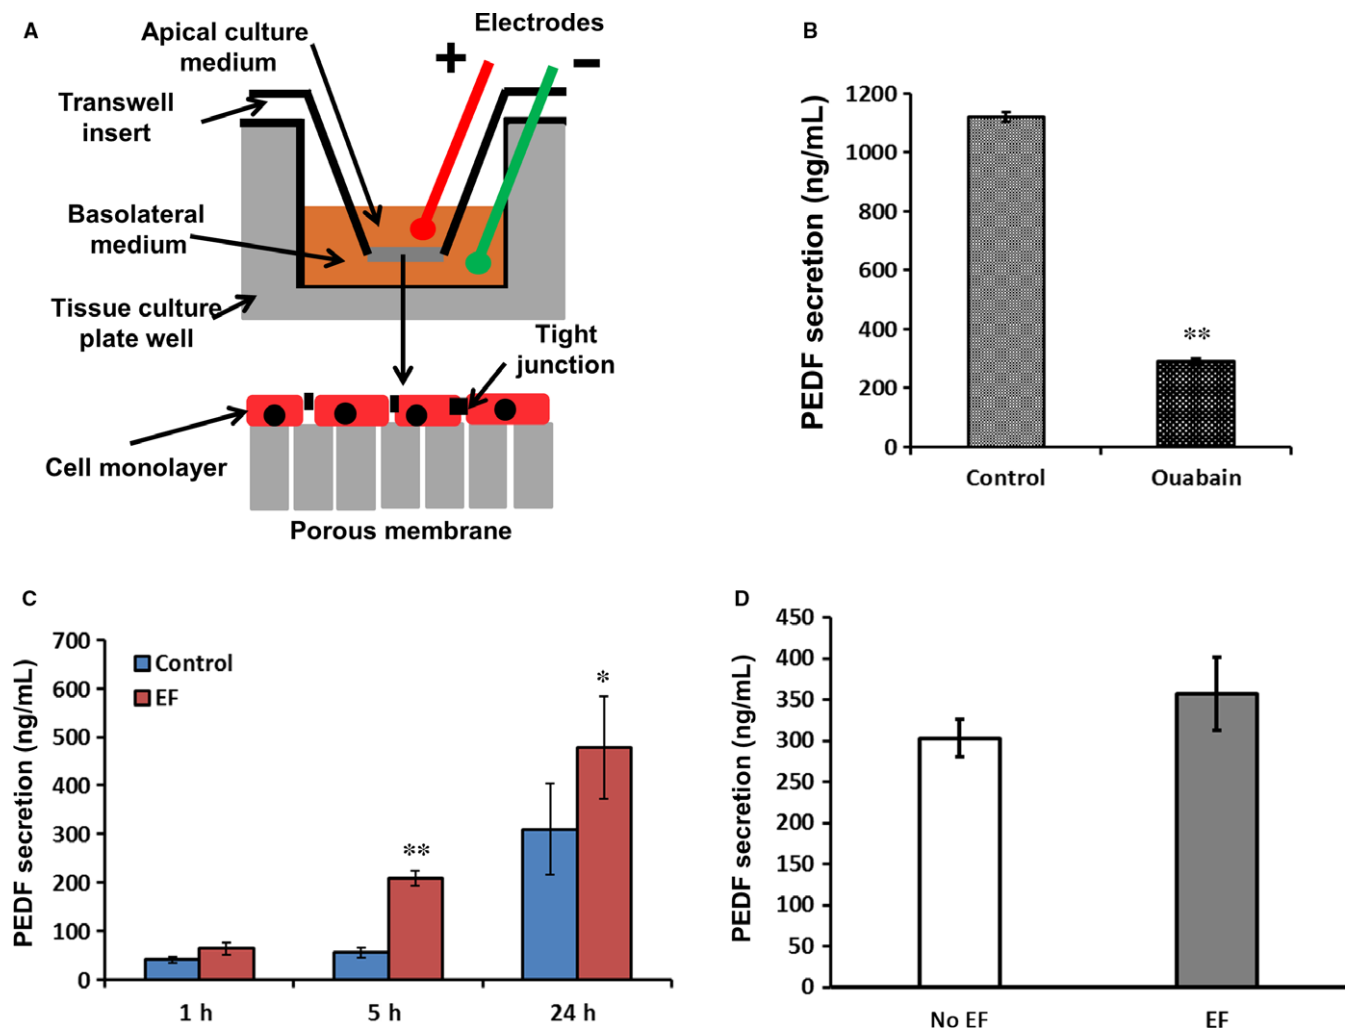 A
Apical culture
medium
Electrodes
+
−
Transwell
insert
Basolateral
medium
Tissue culture
plate well
Tight
junction
Cell monolayer
Porous membrane
B
PEDF secretion (ng/mL)
1200
1000
800
600
400
200
0
**
Control
Ouabain
C
PEDF secretion (ng/mL)
700
600
500
400
300
200
100
0
Control
EF
**
*
1 h
5 h
24 h
D
PEDF secretion (ng/mL)
450
400
350
300
250
200
150
100
50
0
No EF
EF